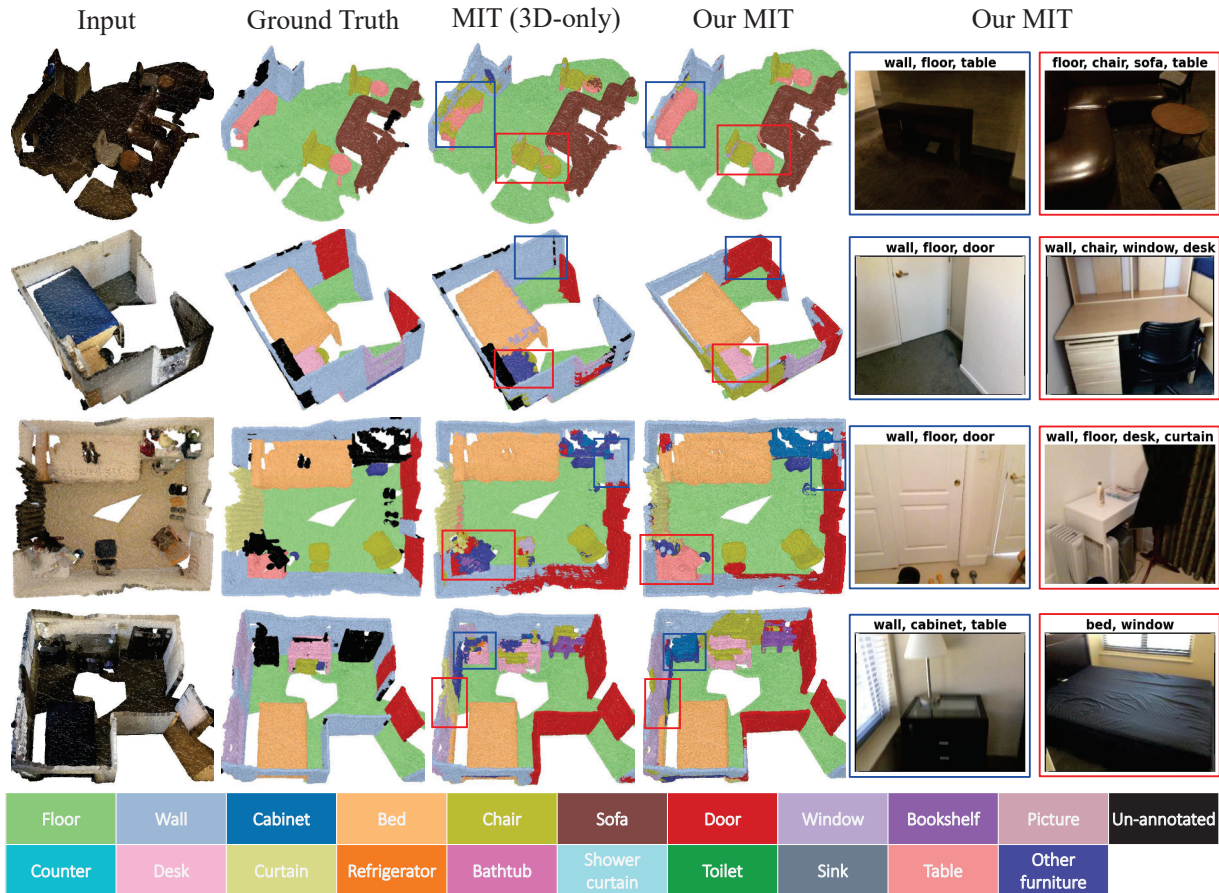 Input Ground Truth MIT (3D-only) Our MIT Our MIT
wall, floor, table floor, chair, sofa, table
wall, floor, door wall, chair, window, desk
wall, floor, door wall, floor, desk, curtain
wall, cabinet, table bed, window
Floor Wall Cabinet Bed Chair Sofa Door Window Bookshelf Picture Un-annotated
Counter Desk Curtain Refrigerator Bathtub Shower curtain Toilet Sink Table Other furniture